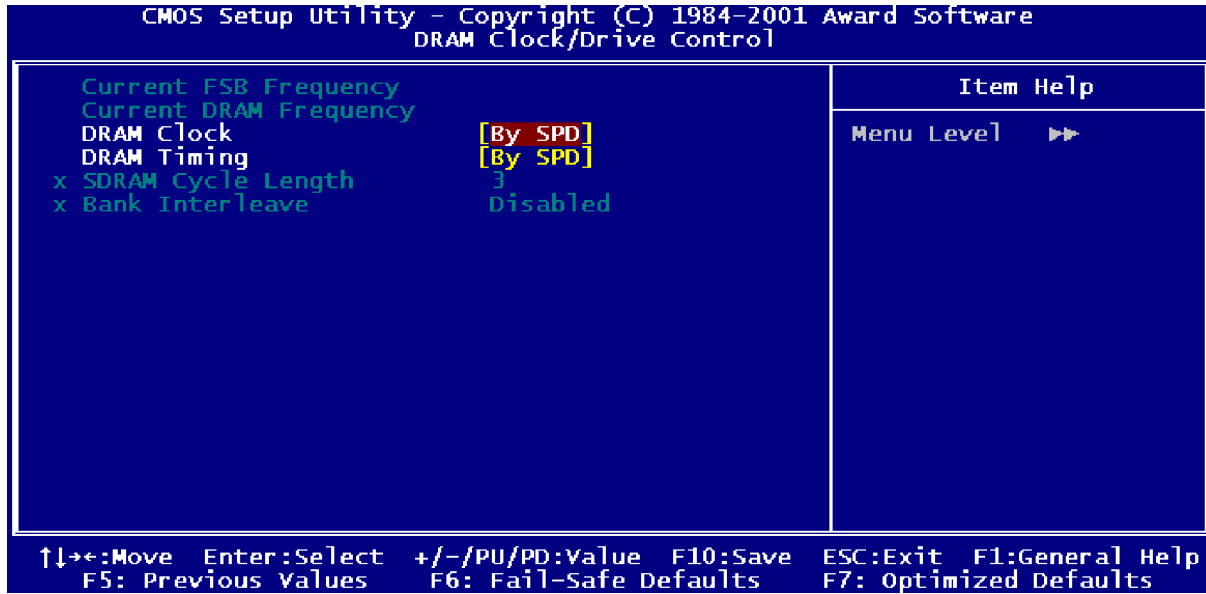 CMOS Setup Utility – Copyright (C) 1984–2001 Award Software
DRAM Clock/Drive Control
Current FSB Frequency
Current DRAM Frequency
DRAM Clock [By SPD]
DRAM Timing [By SPD]
x SDRAM Cycle Length 3
x Bank Interleave Disabled
Item Help
Menu Level ▶▶
↑↓→←:Move Enter:Select +/-/PU/PD:Value F10:Save ESC:Exit F1:General Help
F5: Previous Values F6: Fail-Safe Defaults F7: Optimized Defaults